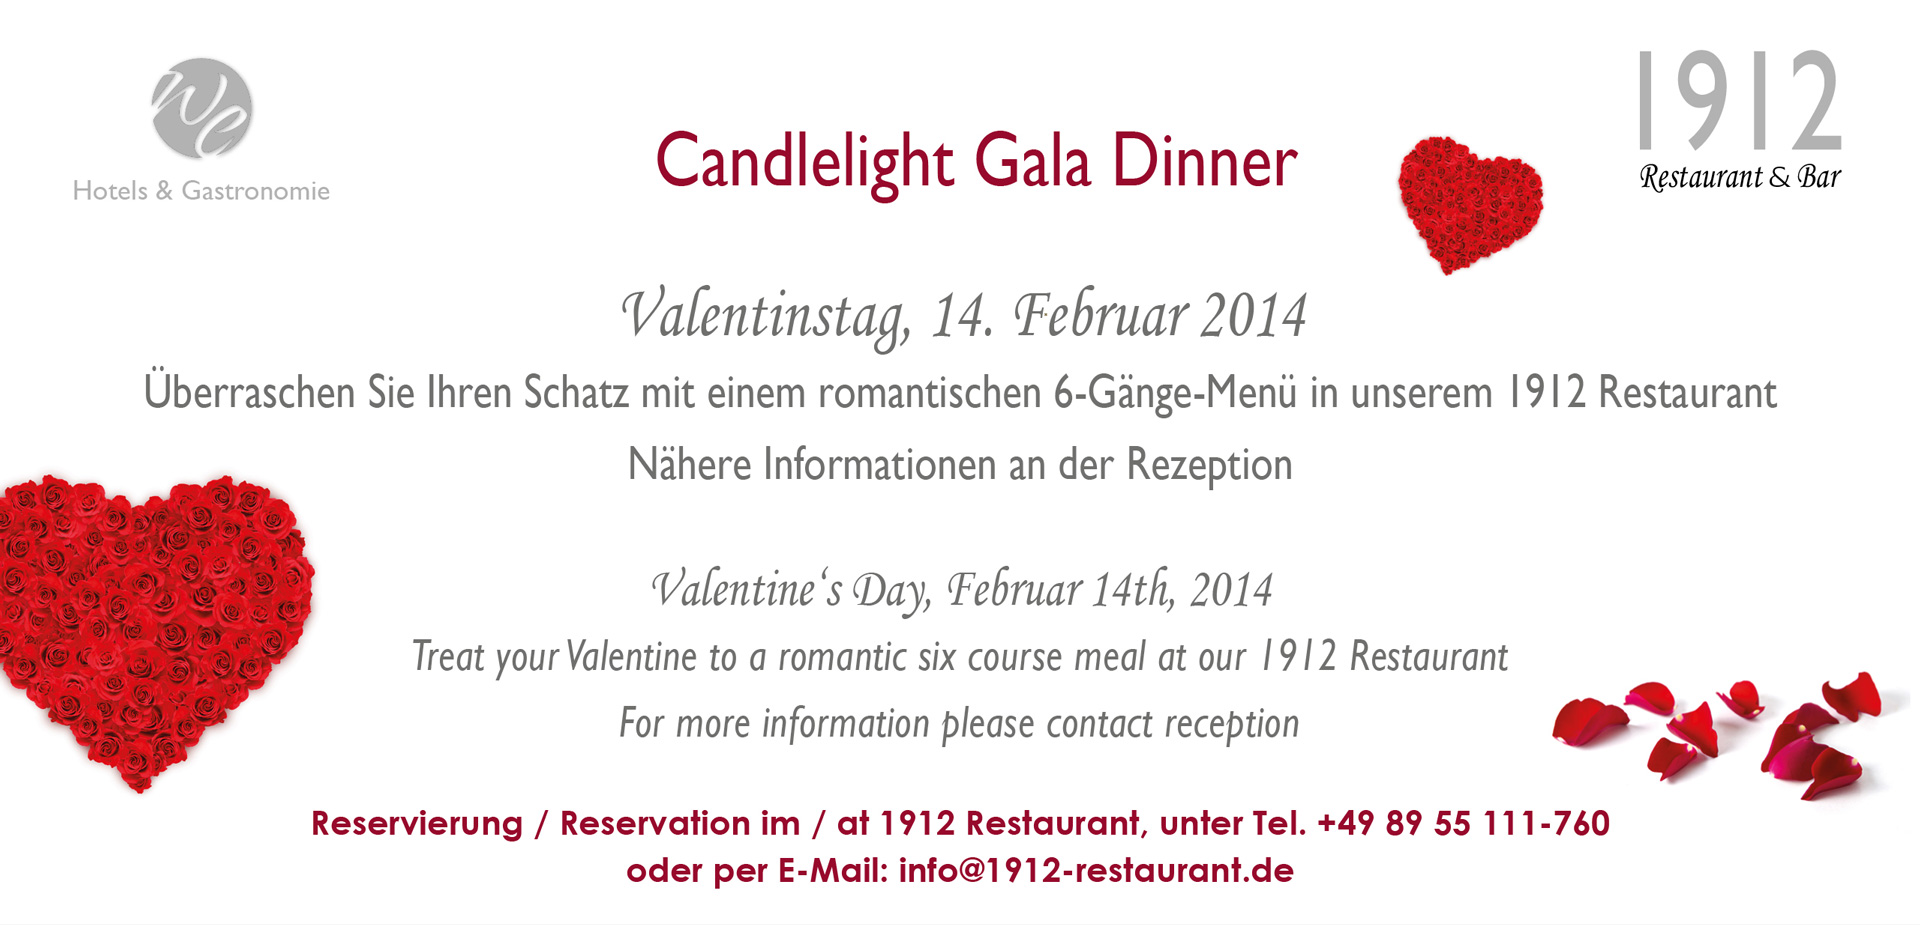 WC
Hotels & Gastronomie
1912
Restaurant & Bar
Candlelight Gala Dinner
Valentinstag, 14. Februar 2014
Überraschen Sie Ihren Schatz mit einem romantischen 6-Gänge-Menü in unserem 1912 Restaurant
Nähere Informationen an der Rezeption
Valentine‘s Day, Februar 14th, 2014
Treat your Valentine to a romantic six course meal at our 1912 Restaurant
For more information please contact reception
Reservierung / Reservation im / at 1912 Restaurant, unter Tel. +49 89 55 111-760
oder per E-Mail: info@1912-restaurant.de